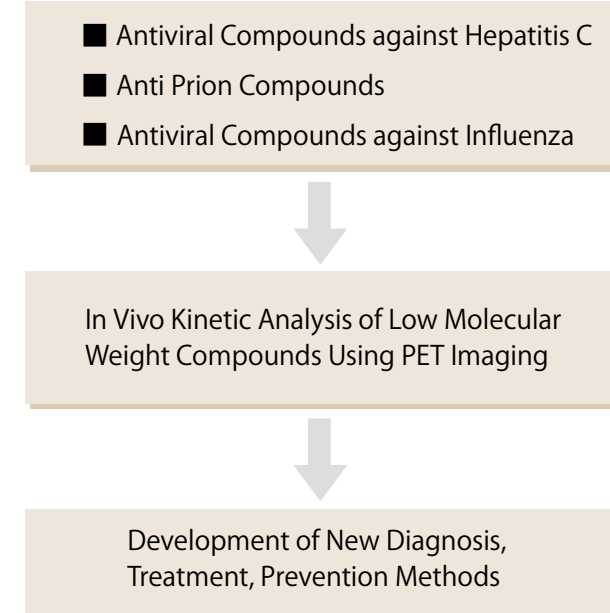 ■ Antiviral Compounds against Hepatitis C
■ Anti Prion Compounds
■ Antiviral Compounds against Influenza
In Vivo Kinetic Analysis of Low Molecular
Weight Compounds Using PET Imaging
Development of New Diagnosis,
Treatment, Prevention Methods